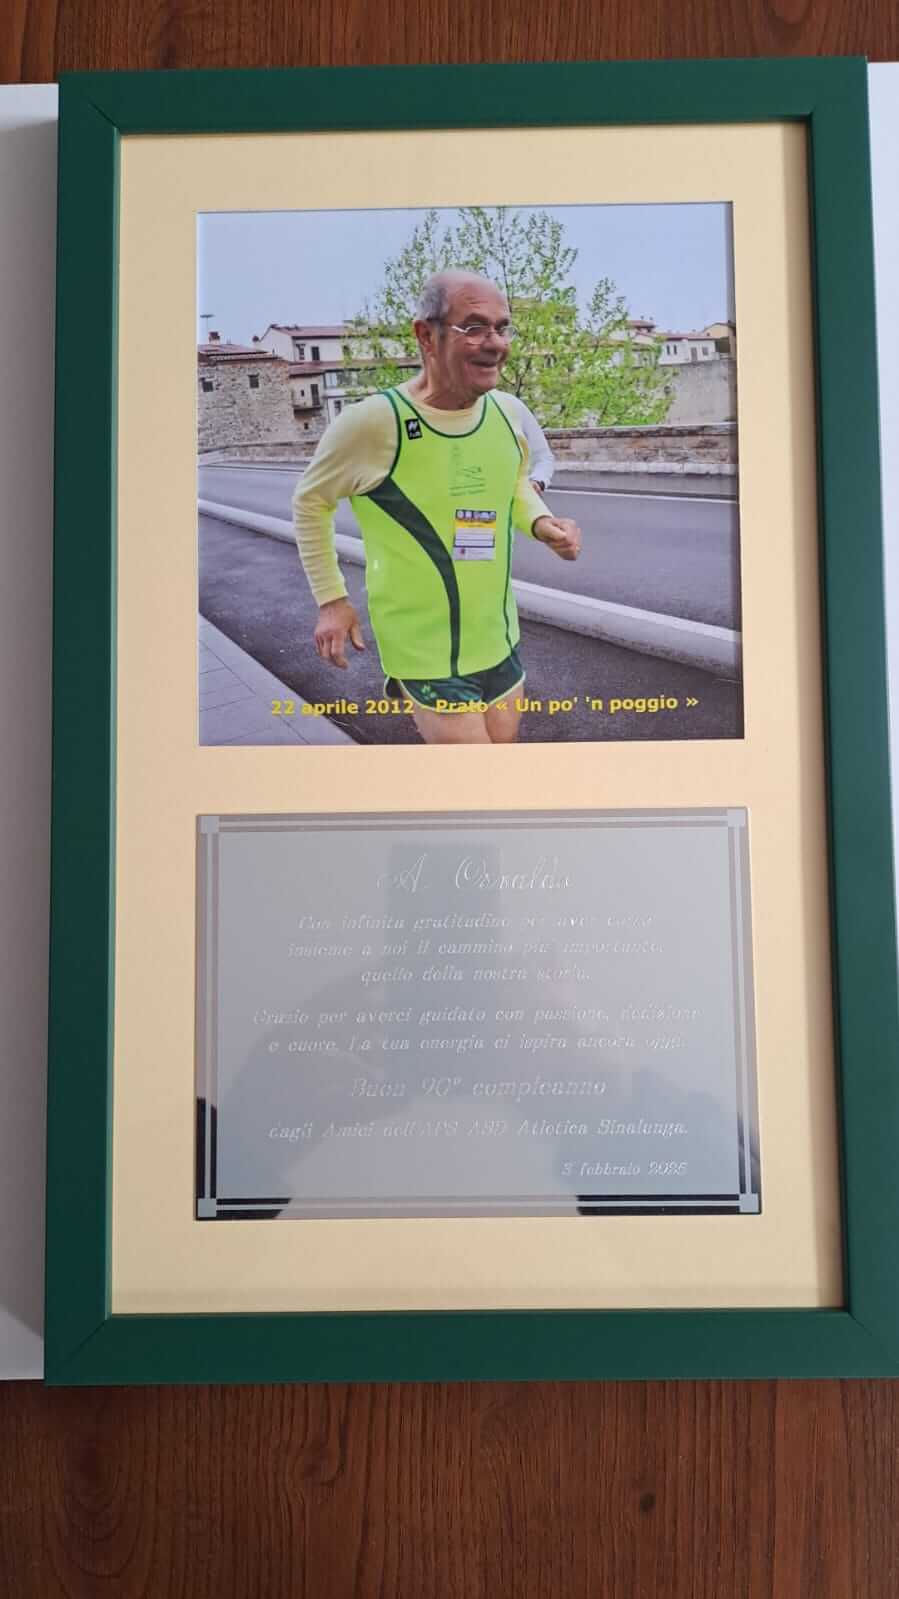 22 aprile 2012 - Prato « Un po' 'n poggio »
A Osvaldo
Con infinita gratitudine per aver corso
insieme a noi il cammino più importante,
quello della nostra storia.
Grazie per averci guidato con passione, dedizione
e cuore. La tua energia ci ispira ancora oggi.
Buon 90° compleanno
dagli Amici dell'APS ASD Atletica Sinalunga.
3 febbraio 2025